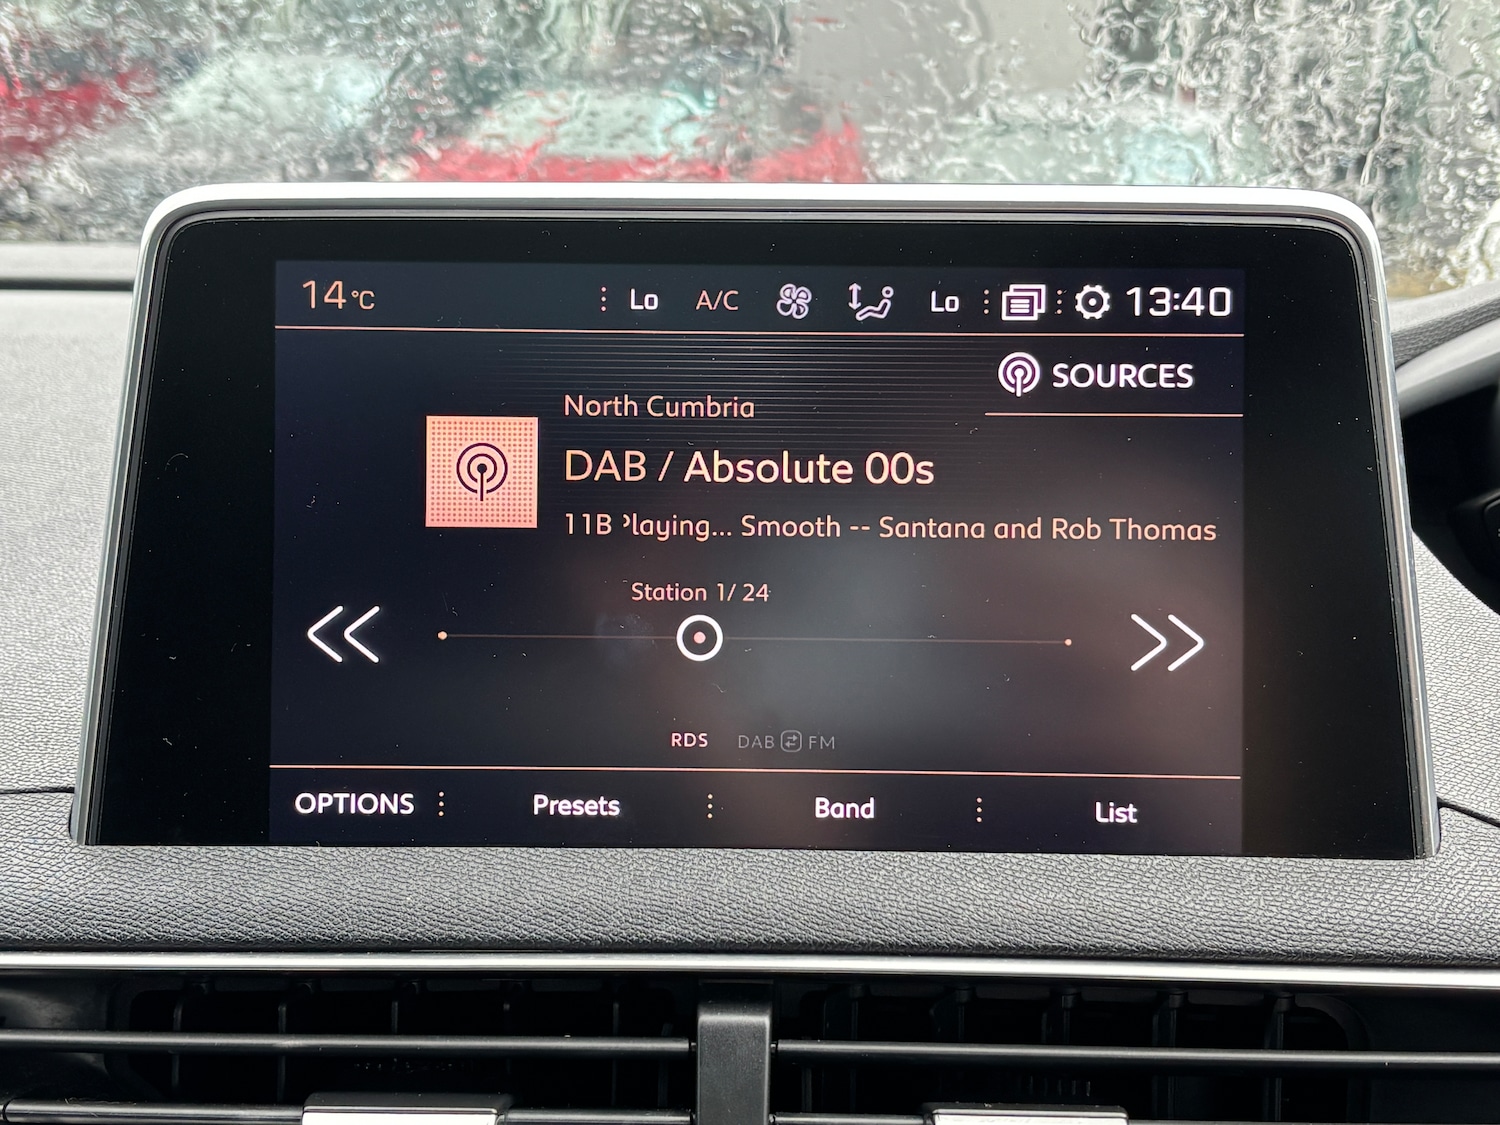 14°C Lo A/C Lo 13:40
SOURCES
North Cumbria
DAB / Absolute 00s
11B Playing... Smooth -- Santana and Rob Thomas
Station 1/ 24
RDS DAB FM
OPTIONS Presets Band List